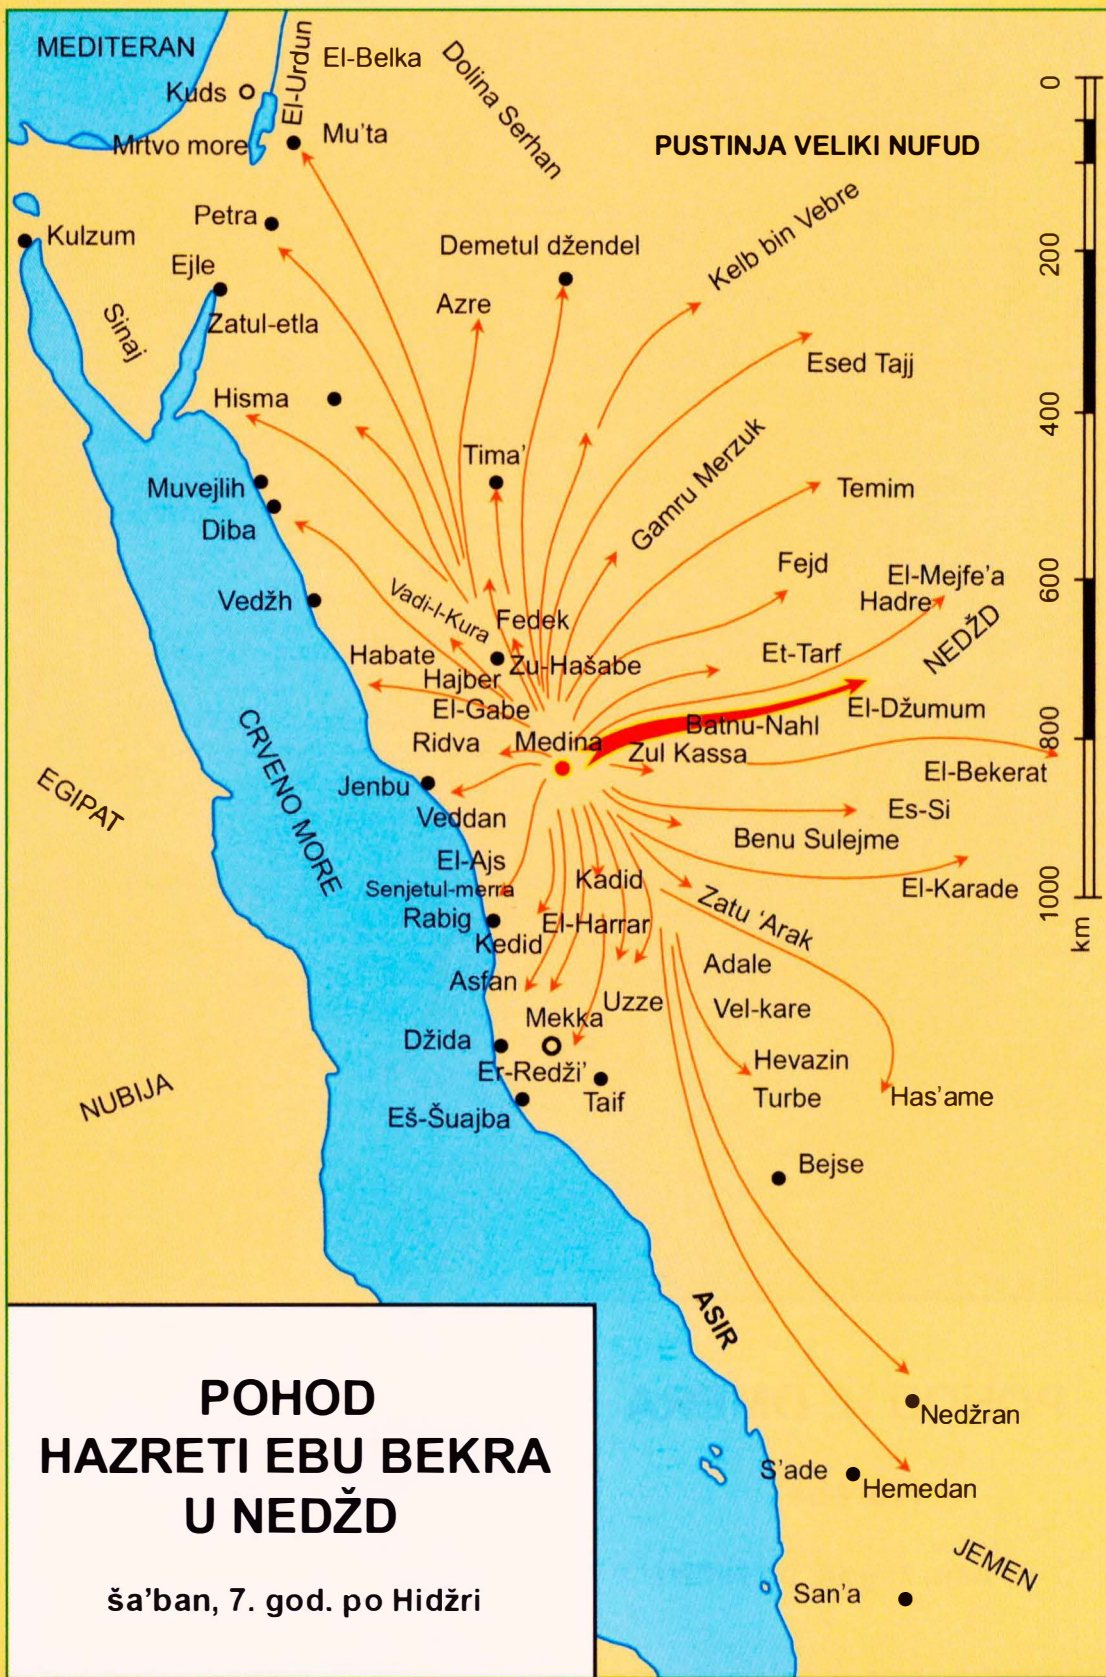 MEDITERAN
El-Urdun
El-Belka
Dolina Serhan
Kuds
Mrtvo more
Mu'ta
PUSTINJA VELIKI NUFUD
0
Petra
Kulzum
Demetul džendel
Kelb bin Vebre
200
Ejle
Zatul-etla
Azre
Sinaj
Esed Tajj
Hisma
400
Tima'
Gamru Merzuk
Muvejlih
Diba
Temim
Fejd
El-Mejfe'a
Hadre
600
Vedžh
Vadi-l-Kura
Fedek
NEDŽD
Habate
Zu-Hašabe
Et-Tarf
Hajber
El-Gabe
El-Džumum
CRVENO MORE
Ridva
Medina
Batnu-Nahl
Zul Kassa
800
El-Bekerat
EGIPAT
Jenbu
Veddan
Es-Si
Benu Sulejme
El-Ajs
Kadid
El-Karade
Senjetul-merra
1000
km
Rabig
El-Harrar
Zatu 'Arak
Kedid
Asfan
Adale
Uzze
Vel-kare
Mekka
Džida
Hevazin
Er-Redži'
Taif
Turbe
Has'ame
NUBIJA
Eš-Šuajba
Bejse
ASIR
POHOD
HAZRETI EBU BEKRA
U NEDŽD
ša'ban, 7. god. po Hidžri
Nedžran
S'ade
Hemedan
JEMEN
San'a